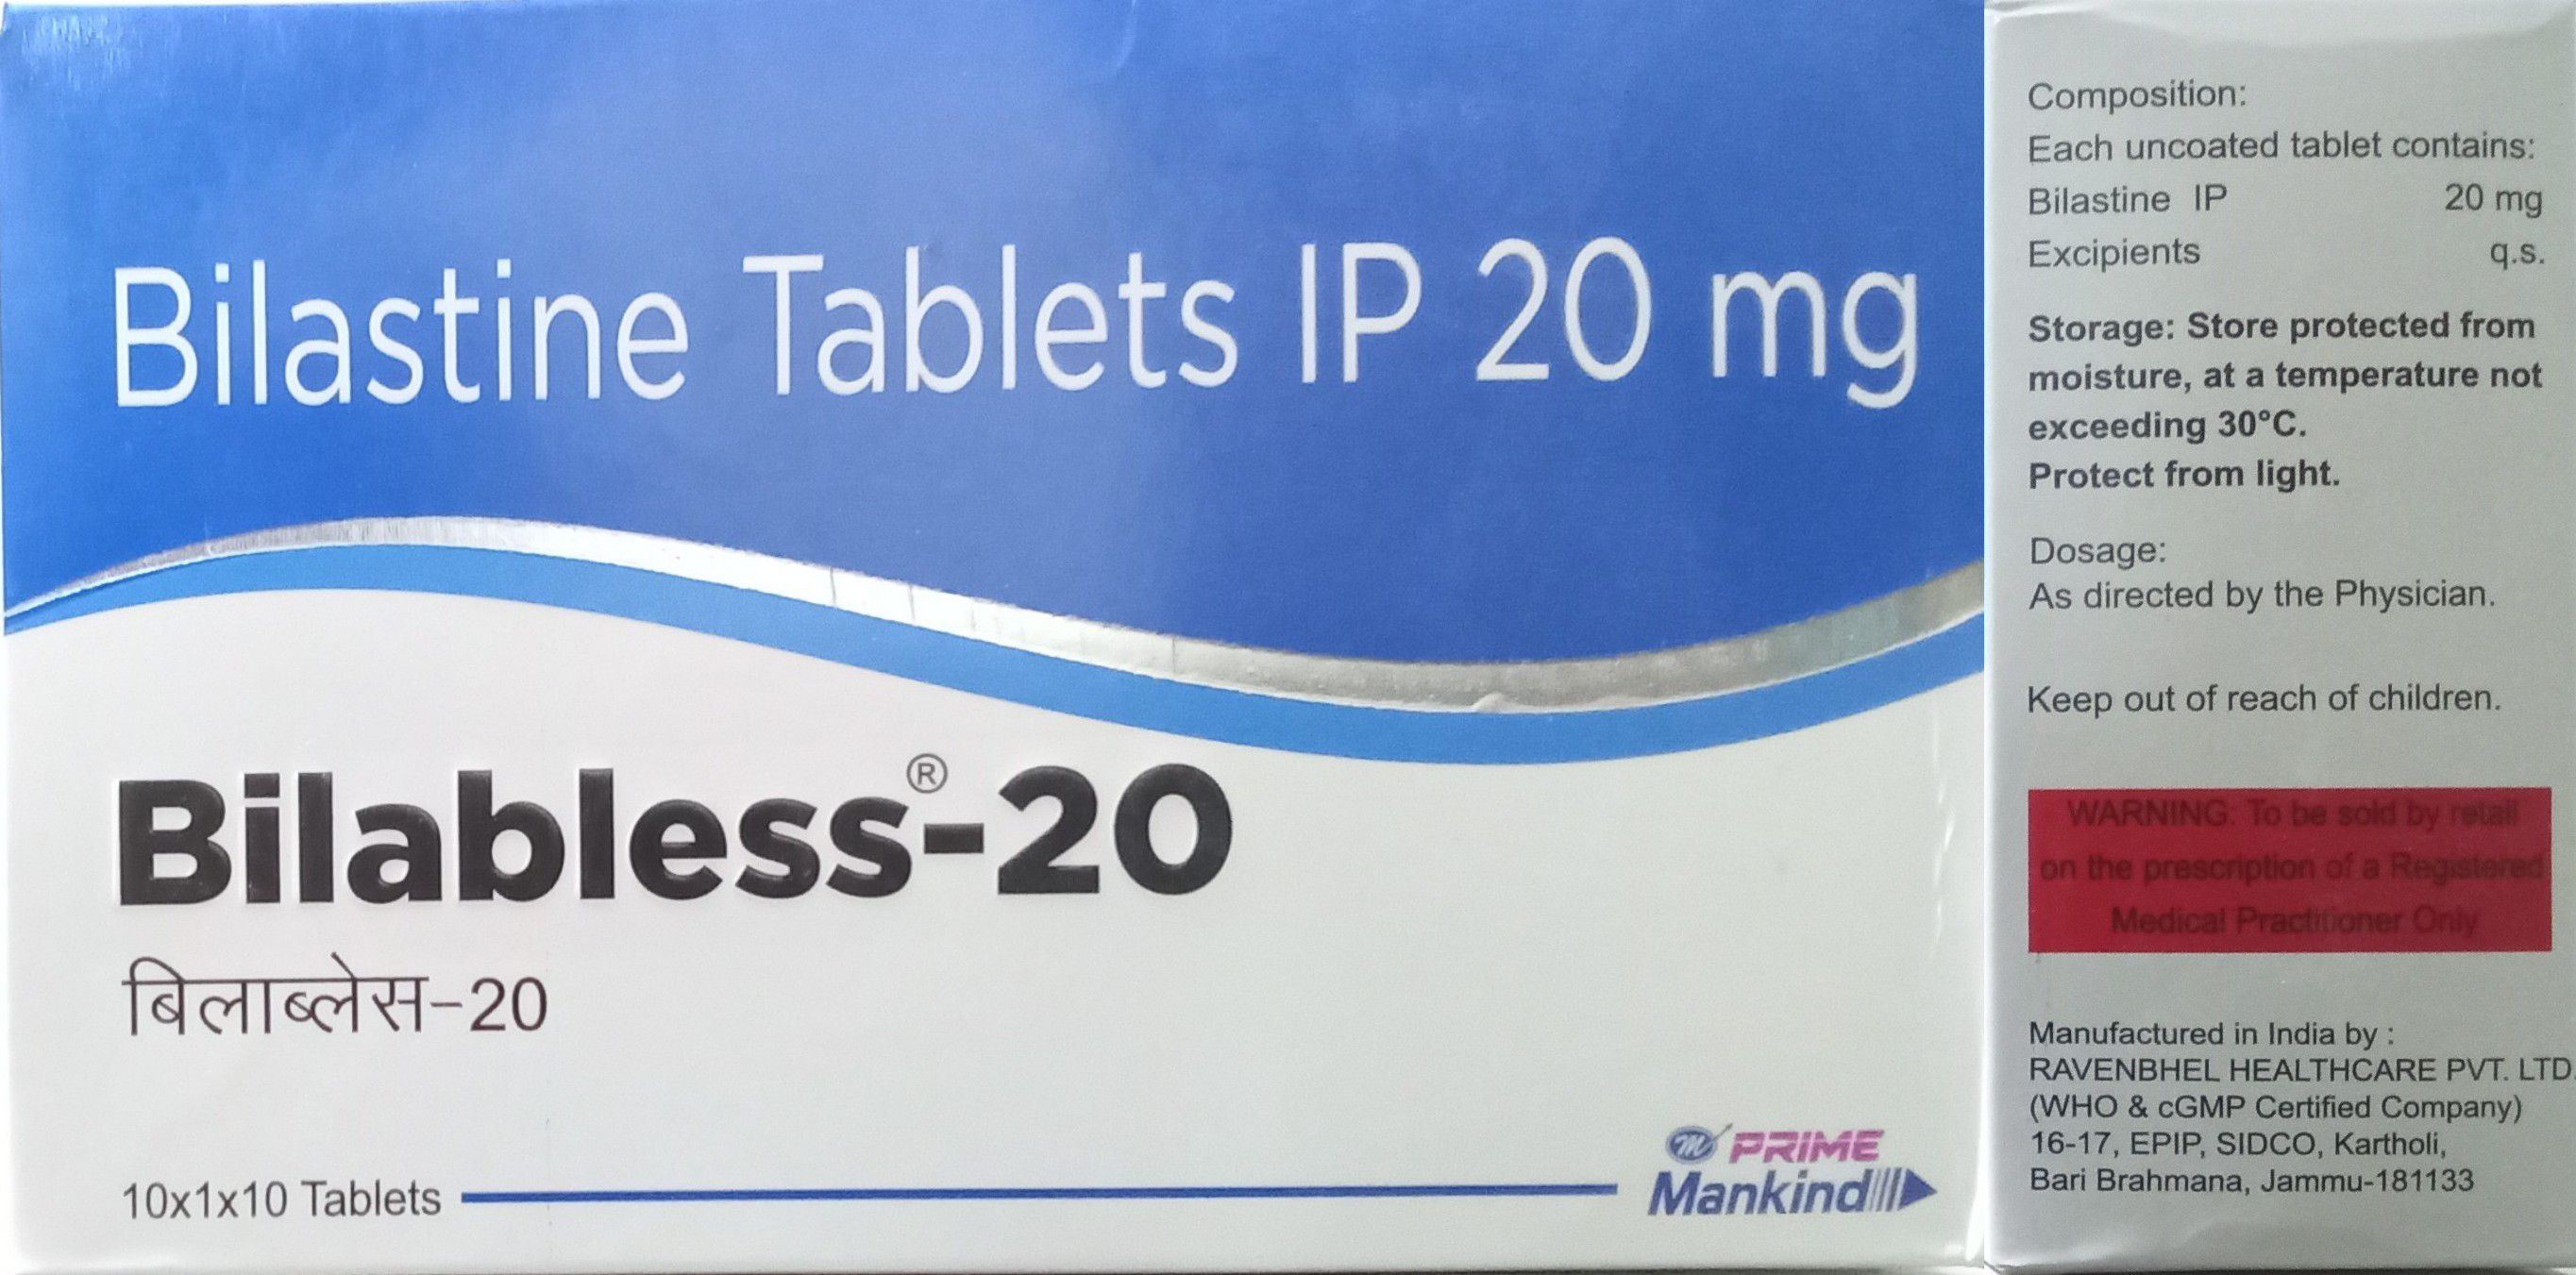 Bilastine Tablets IP 20 mg
Bilabless®-20
बिलाब्लेस-20
10x1x10 Tablets
PRIME
Mankind
Composition:
Each uncoated tablet contains:
Bilastine IP 20 mg
Excipients q.s.
Storage: Store protected from
moisture, at a temperature not
exceeding 30°C.
Protect from light.
Dosage:
As directed by the Physician.
Keep out of reach of children.
WARNING: To be sold by retail
on the prescription of a Registered
Medical Practitioner Only
Manufactured in India by :
RAVENBHEL HEALTHCARE PVT. LTD.
(WHO & cGMP Certified Company)
16-17, EPIP, SIDCO, Kartholi,
Bari Brahmana, Jammu-181133